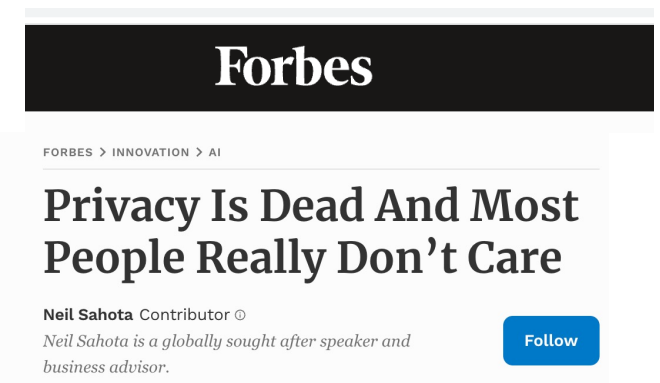 Forbes
FORBES > INNOVATION > AI
Privacy Is Dead And Most
People Really Don’t Care
Neil Sahota Contributor
Neil Sahota is a globally sought after speaker and
business advisor.
Follow